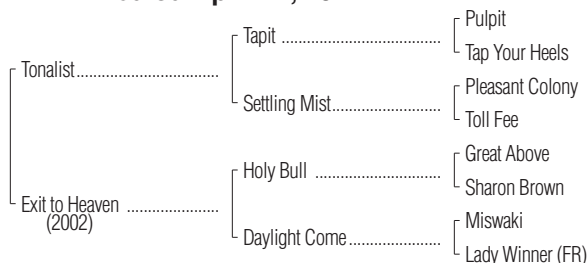 Pulpit
Tapit ........................................
Tap Your Heels
Tonalist....................................
Pleasant Colony
Settling Mist...........................
Toll Fee
Great Above
Holy Bull ................................
Sharon Brown
Exit to Heaven .......................
(2002)
Miswaki
Daylight Come.......................
Lady Winner (FR)